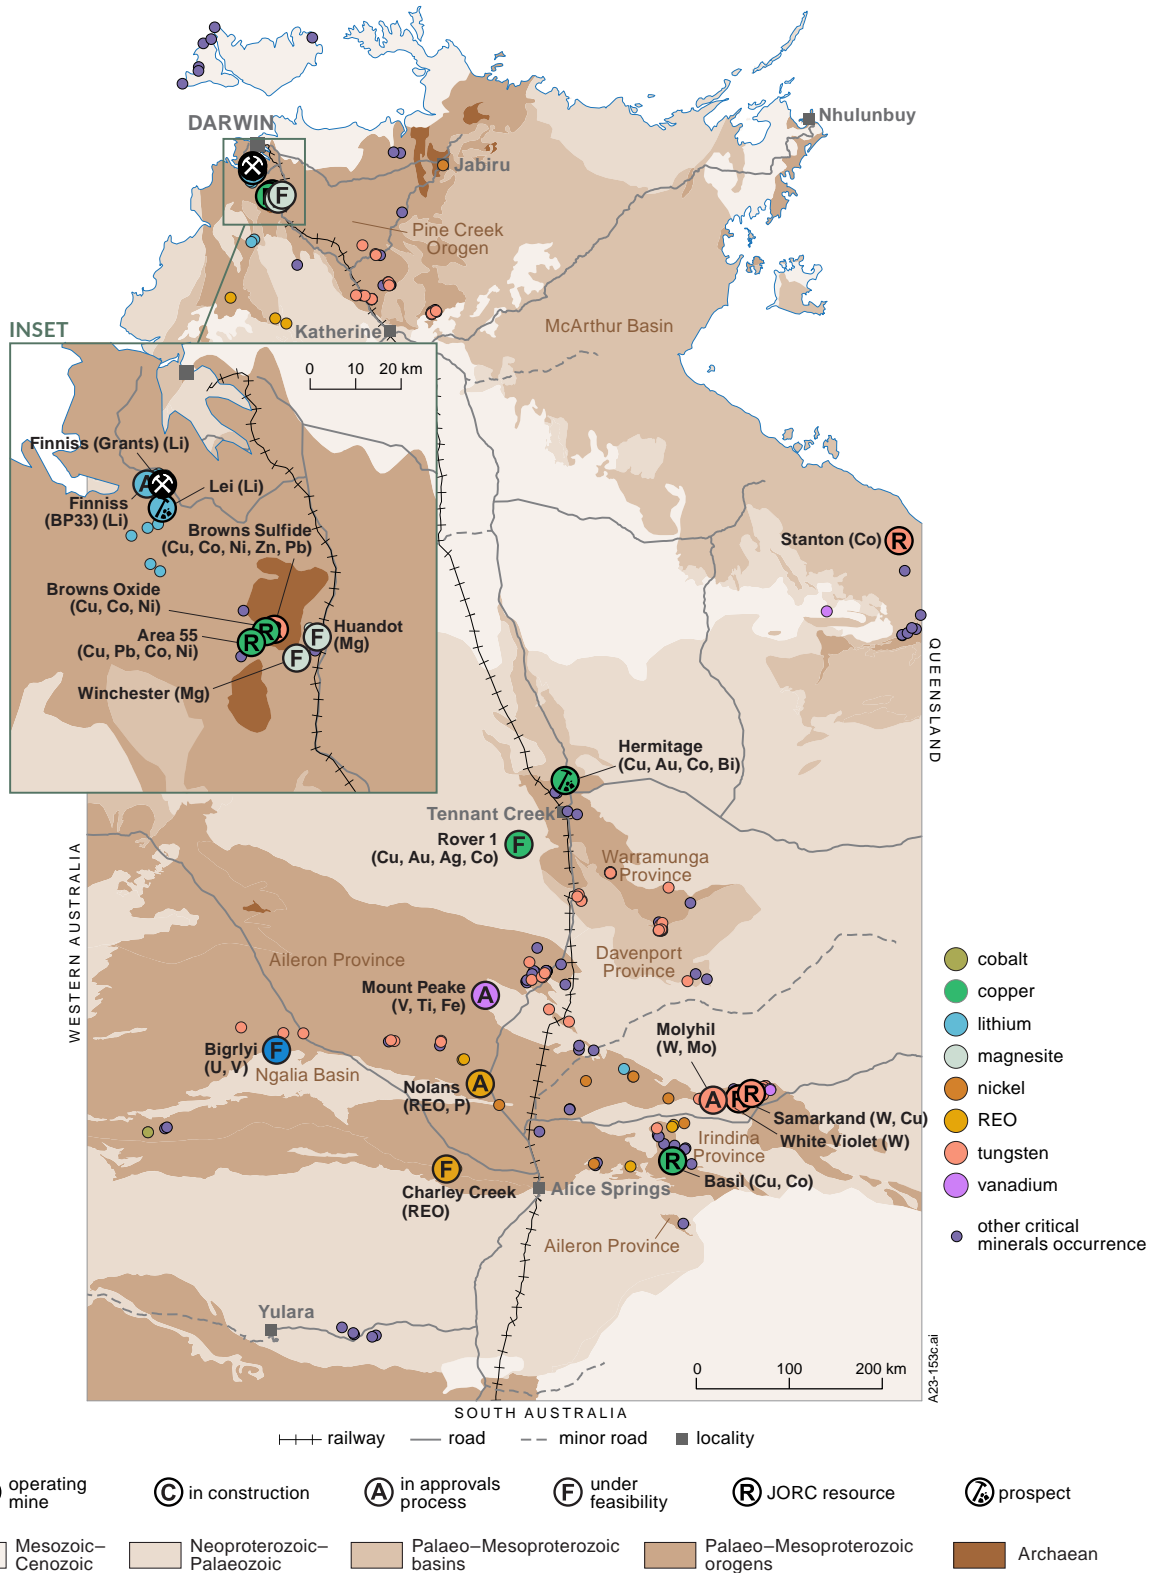 DARWIN
Nhulunbuy
Jabiru
Pine Creek
Orogen
McArthur Basin
Katherine
INSET
0 10 20 km
Finniss (Grants) (Li)
A
Lei (Li)
Finniss
(BP33) (Li)
Browns Sulfide
(Cu, Co, Ni, Zn, Pb)
Browns Oxide
(Cu, Co, Ni)
Area 55
(Cu, Pb, Co, Ni)
R
R
F
F
Huandot
(Mg)
Winchester (Mg)
F
Stanton (Co)
R
QUEENSLAND
Hermitage
(Cu, Au, Co, Bi)
Tennant Creek
Rover 1
(Cu, Au, Ag, Co)
F
Warramunga
Province
WESTERN AUSTRALIA
Aileron Province
Davenport
Province
Mount Peake
(V, Ti, Fe)
A
Molyhil
(W, Mo)
Bigrlyi
(U, V)
F
Ngalia Basin
Nolans
(REO, P)
A
A
R
R
Samarkand (W, Cu)
White Violet (W)
Irindina
Province
R
Basil (Cu, Co)
Charley Creek
(REO)
F
Alice Springs
Aileron Province
Yulara
0 100 200 km
SOUTH AUSTRALIA
A23-153c.ai
cobalt
copper
lithium
magnesite
nickel
REO
tungsten
vanadium
other critical
minerals occurrence
railway
road
minor road
locality
operating
mine
C in construction
A in approvals
process
F under
feasibility
R JORC resource
prospect
Mesozoic–
Cenozoic
Neoproterozoic–
Palaeozoic
Palaeo–Mesoproterozoic
basins
Palaeo–Mesoproterozoic
orogens
Archaean